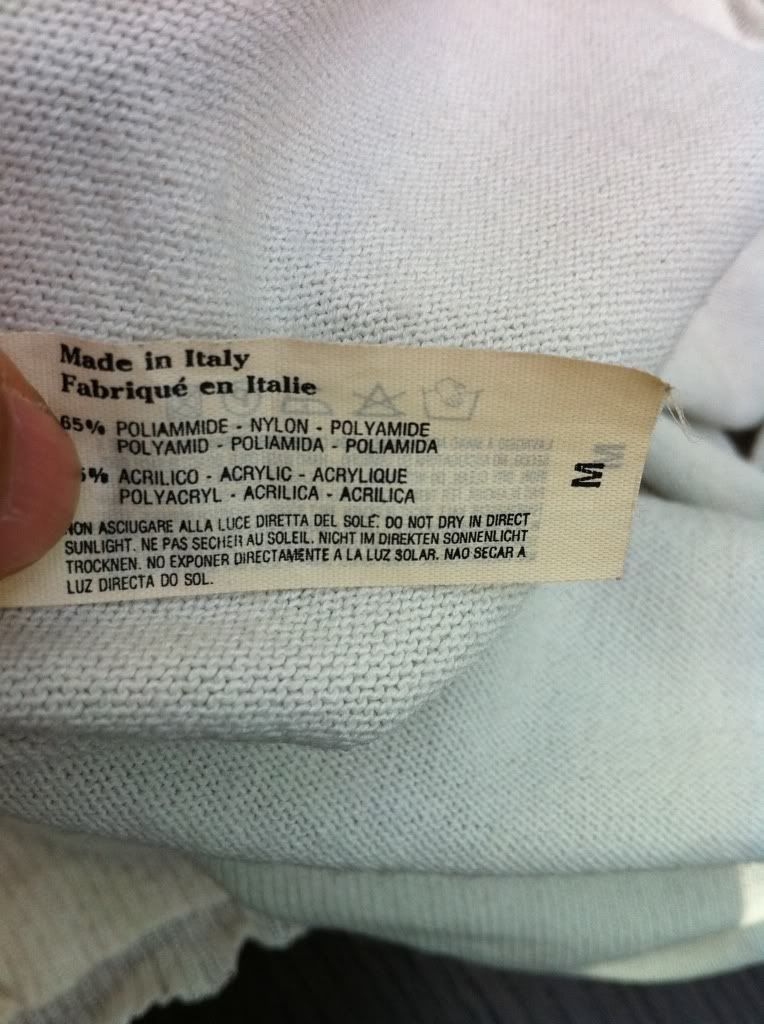 Made in Italy
Fabriqué en Italie
65% POLIAMMIDE - NYLON - POLYAMIDE
POLYAMID - POLIAMIDA - POLIAMIDA
5% ACRILICO - ACRYLIC - ACRYLIQUE
POLYACRYL - ACRILICA - ACRILICA
NON ASCIUGARE ALLA LUCE DIRETTA DEL SOLE. DO NOT DRY IN DIRECT
SUNLIGHT. NE PAS SECHER AU SOLEIL. NICHT IM DIREKTEN SONNENLICHT
TROCKNEN. NO EXPONER DIRECTAMENTE A LA LUZ SOLAR. NAO SECAR A
LUZ DIRECTA DO SOL.
M